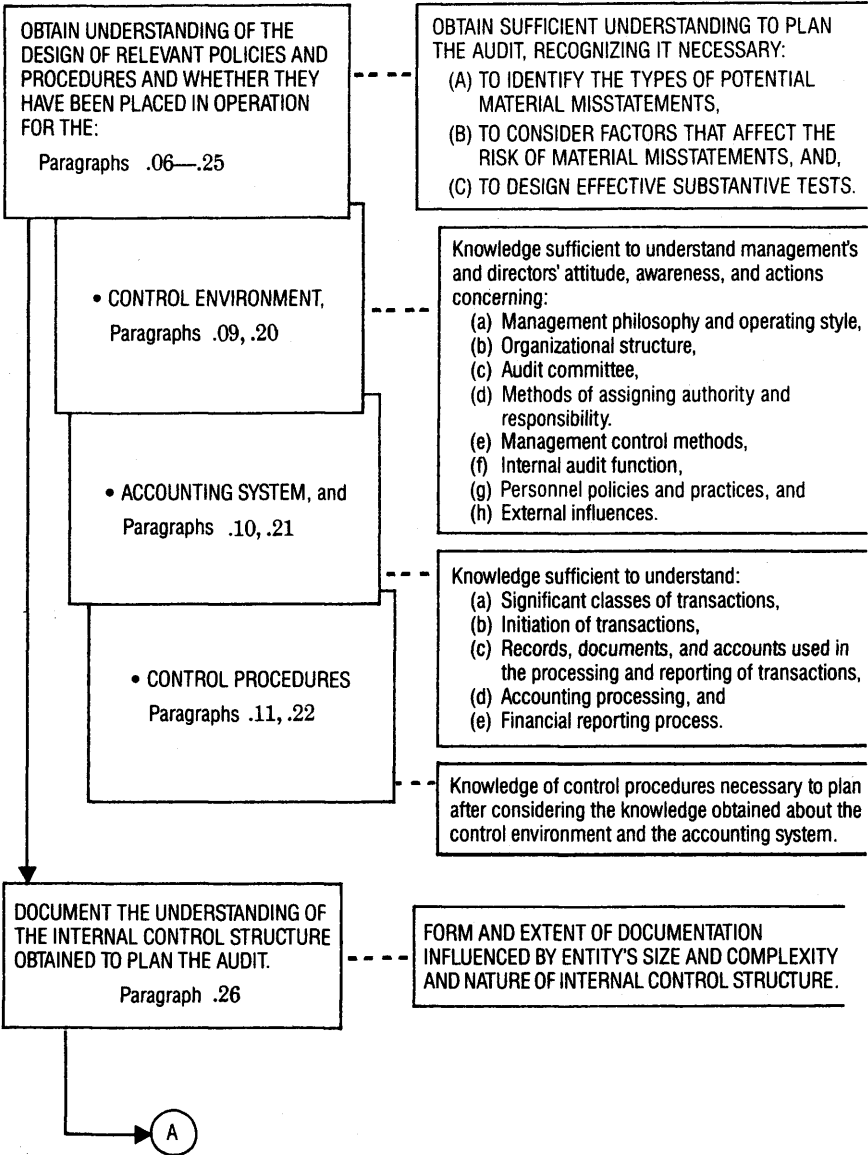 OBTAIN UNDERSTANDING OF THE
DESIGN OF RELEVANT POLICIES AND
PROCEDURES AND WHETHER THEY
HAVE BEEN PLACED IN OPERATION
FOR THE:
Paragraphs .06—.25
OBTAIN SUFFICIENT UNDERSTANDING TO PLAN
THE AUDIT, RECOGNIZING IT NECESSARY:
(A) TO IDENTIFY THE TYPES OF POTENTIAL
MATERIAL MISSTATEMENTS,
(B) TO CONSIDER FACTORS THAT AFFECT THE
RISK OF MATERIAL MISSTATEMENTS, AND,
(C) TO DESIGN EFFECTIVE SUBSTANTIVE TESTS.
• CONTROL ENVIRONMENT,
Paragraphs .09, .20
Knowledge sufficient to understand management's
and directors' attitude, awareness, and actions
concerning:
(a) Management philosophy and operating style,
(b) Organizational structure,
(c) Audit committee,
(d) Methods of assigning authority and
responsibility.
(e) Management control methods,
(f) Internal audit function,
(g) Personnel policies and practices, and
(h) External influences.
• ACCOUNTING SYSTEM, and
Paragraphs .10, .21
Knowledge sufficient to understand:
(a) Significant classes of transactions,
(b) Initiation of transactions,
(c) Records, documents, and accounts used in
the processing and reporting of transactions,
(d) Accounting processing, and
(e) Financial reporting process.
• CONTROL PROCEDURES
Paragraphs .11, .22
Knowledge of control procedures necessary to plan
after considering the knowledge obtained about the
control environment and the accounting system.
DOCUMENT THE UNDERSTANDING OF
THE INTERNAL CONTROL STRUCTURE
OBTAINED TO PLAN THE AUDIT.
Paragraph .26
FORM AND EXTENT OF DOCUMENTATION
INFLUENCED BY ENTITY'S SIZE AND COMPLEXITY
AND NATURE OF INTERNAL CONTROL STRUCTURE.
A